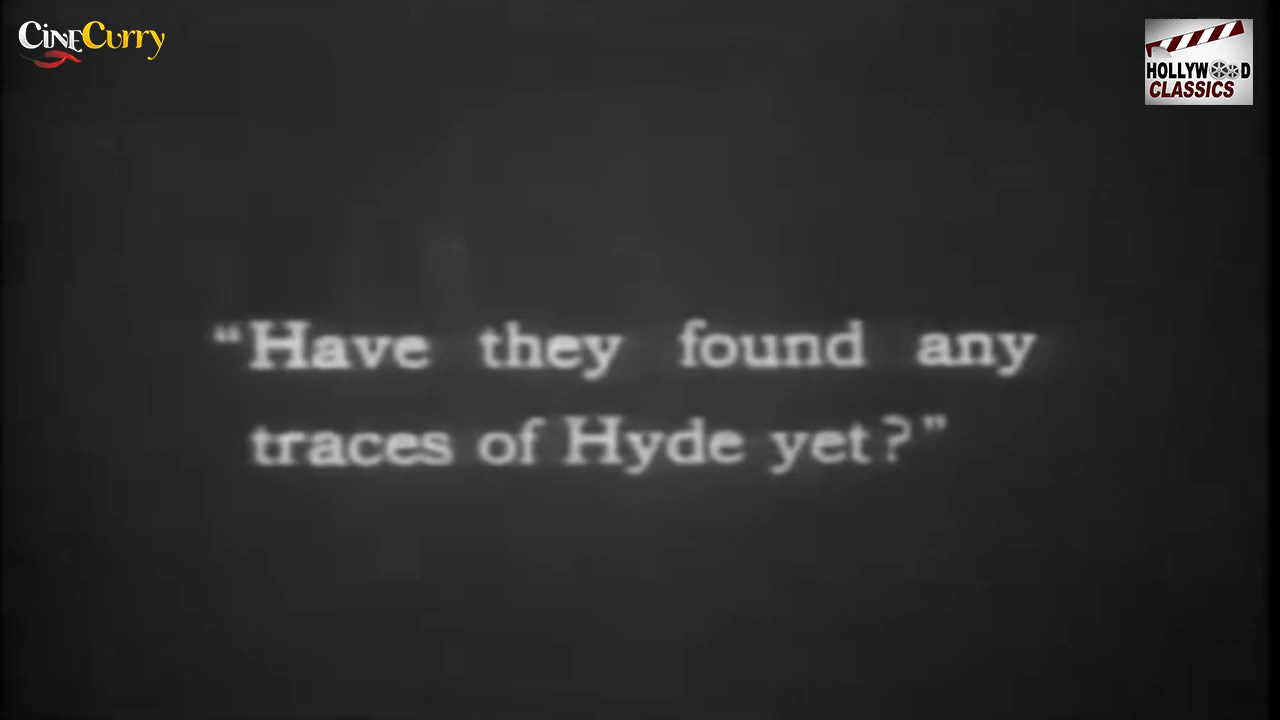 CINECURRY
HOLLYWOOD
CLASSICS
“Have they found any
traces of Hyde yet?”